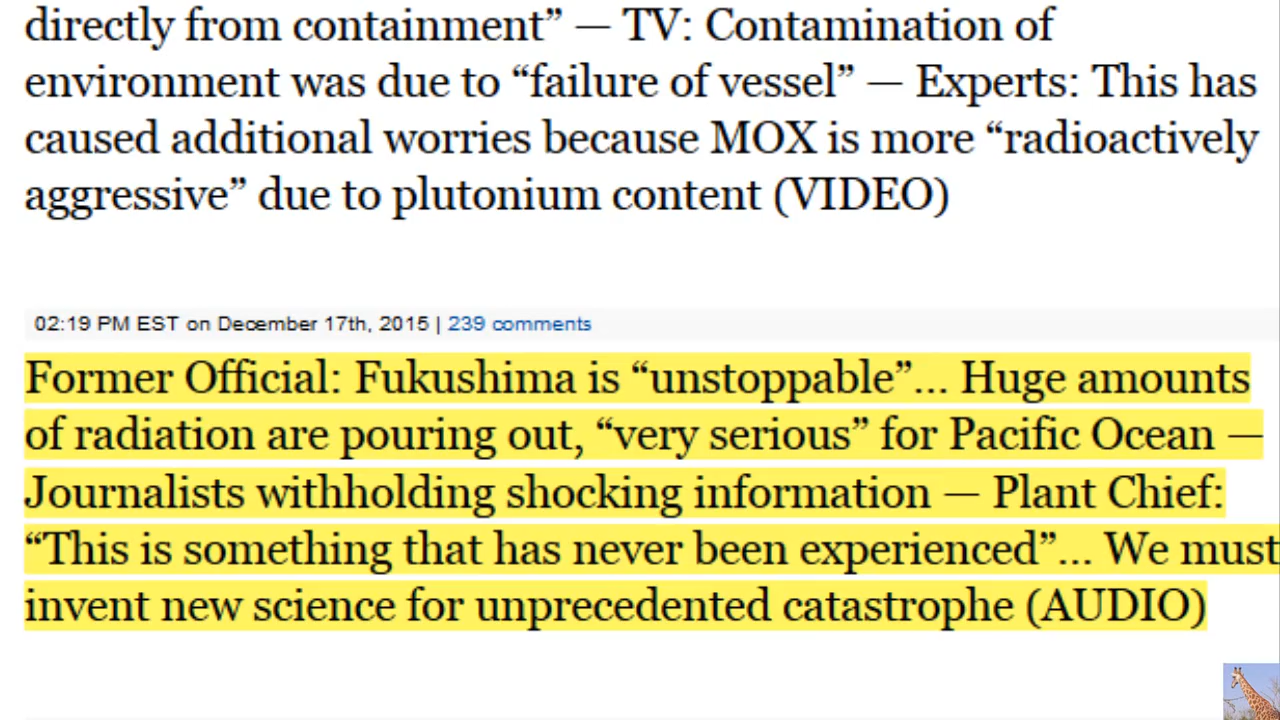 directly from containment” — TV: Contamination of
environment was due to “failure of vessel” — Experts: This has
caused additional worries because MOX is more “radioactively
aggressive” due to plutonium content (VIDEO)
02:19 PM EST on December 17th, 2015 | 239 comments
Former Official: Fukushima is “unstoppable”... Huge amounts
of radiation are pouring out, “very serious” for Pacific Ocean —
Journalists withholding shocking information — Plant Chief:
“This is something that has never been experienced”... We must
invent new science for unprecedented catastrophe (AUDIO)